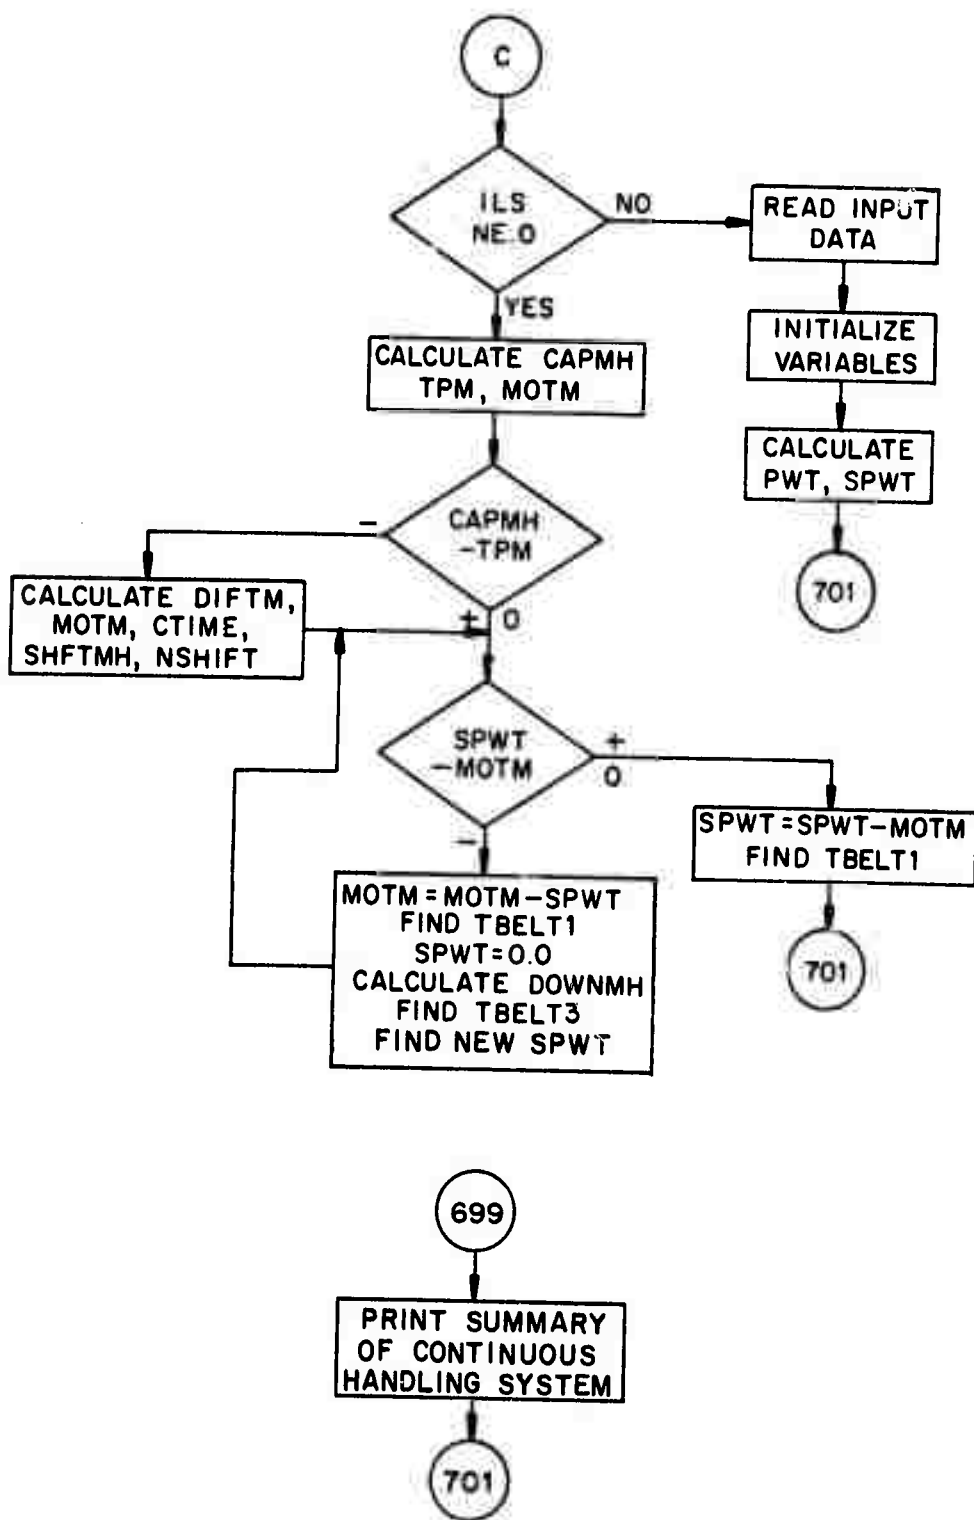 C
ILS
NE.0
NO
READ INPUT
DATA
YES
INITIALIZE
VARIABLES
CALCULATE CAPMH
TPM, MOTM
CALCULATE
PWT, SPWT
701
CAPMH
-TPM
-
+
0
CALCULATE DIFTM,
MOTM, CTIME,
SHFTMH, NSHIFT
SPWT
-MOTM
+
0
-
SPWT=SPWT-MOTM
FIND TBELT1
701
MOTM=MOTM-SPWT
FIND TBELT1
SPWT=0.0
CALCULATE DOWNMH
FIND TBELT3
FIND NEW SPWT
699
PRINT SUMMARY
OF CONTINUOUS
HANDLING SYSTEM
701